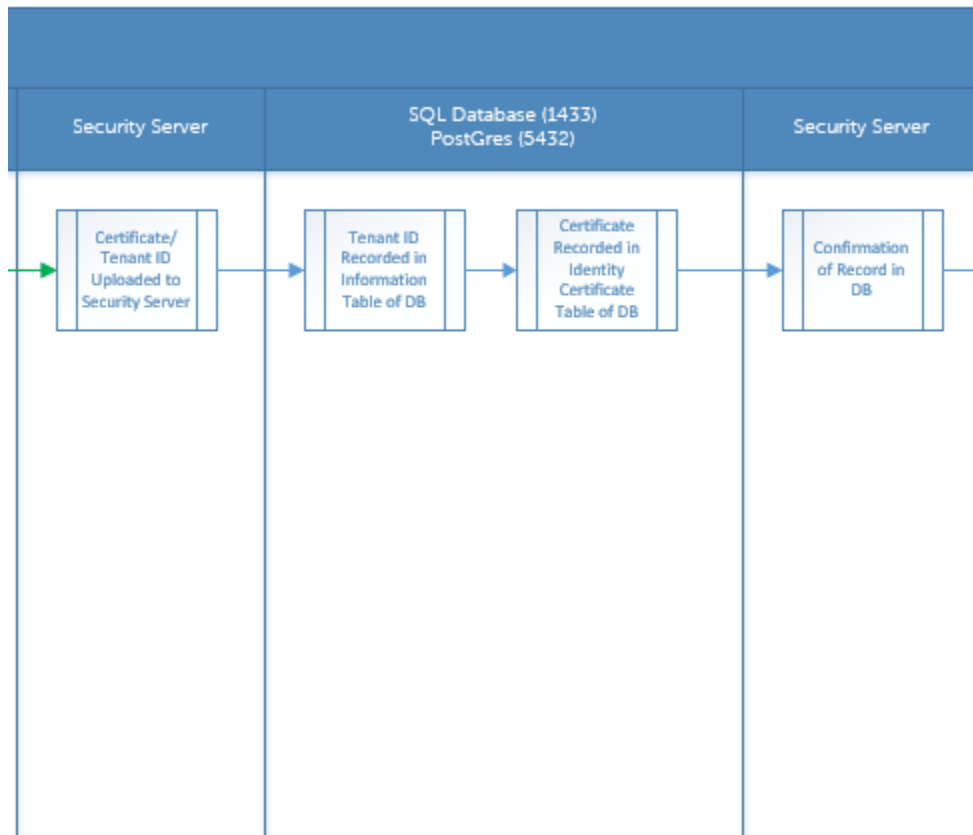 Security Server
SQL Database (1433)
PostGres (5432)
Security Server
Certificate/
Tenant ID
Uploaded to
Security Server
Tenant ID
Recorded in
Information
Table of DB
Certificate
Recorded in
Identity
Certificate
Table of DB
Confirmation
of Record in
DB